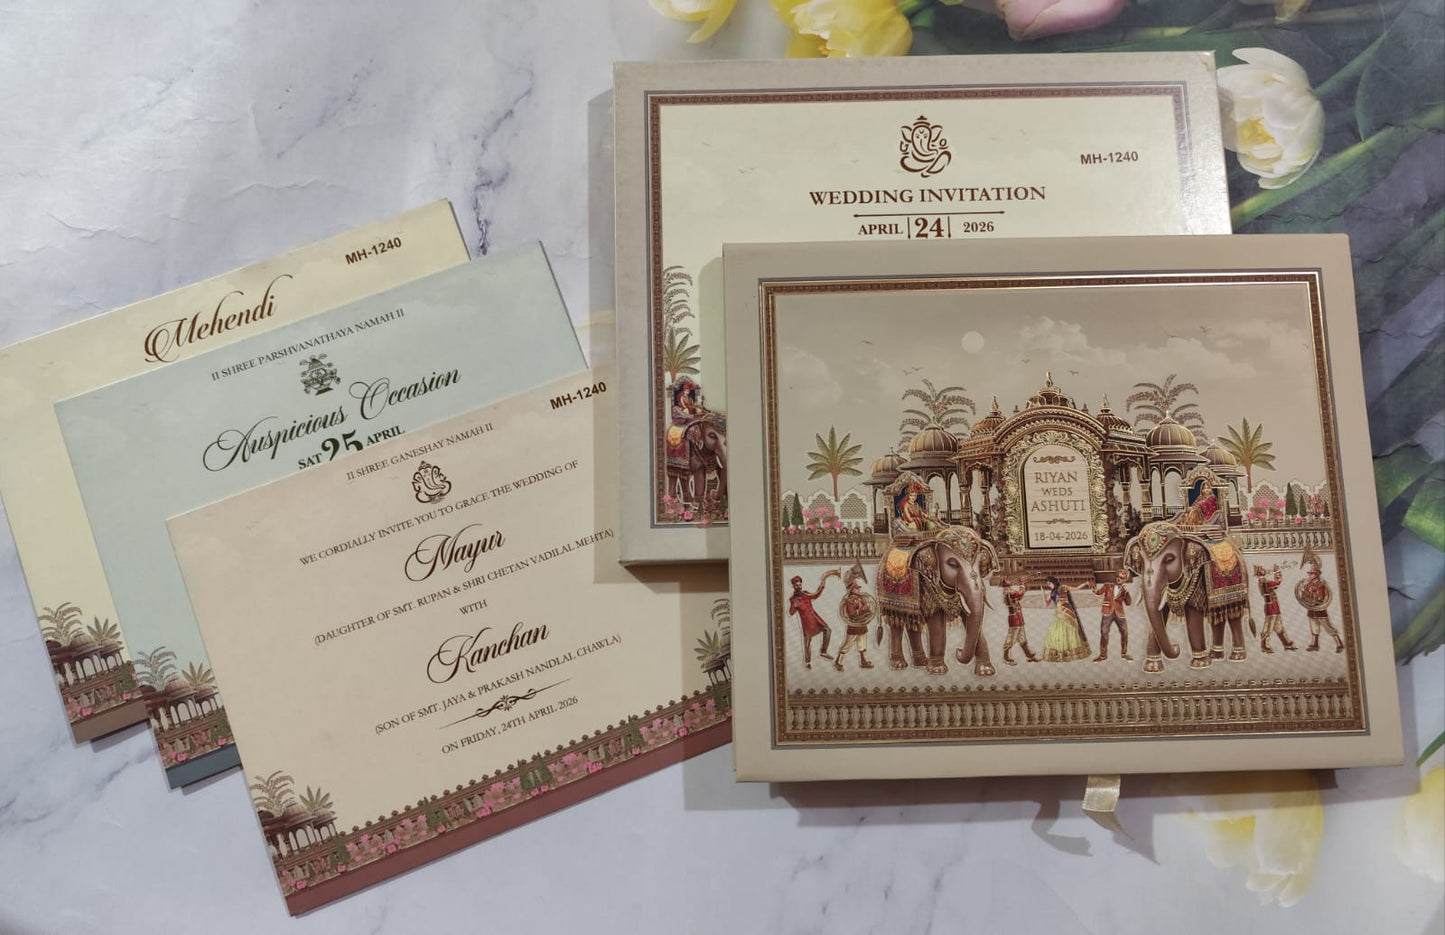 MH-1240
Mehendi
MH-1240
II SHREE PARSHVANATHAYA NAMAH II
Auspicious Occasion
SAT 25 APRIL
MH-1240
II SHREE GANESHAY NAMAH II
WE CORDIALLY INVITE YOU TO GRACE THE WEDDING OF
Mayur
(DAUGHTER OF SMT. RUPAN & SHRI CHETAN VADILAL MEHTA)
WITH
Kanchan
(SON OF SMT. JAYA & PRAKASH NANDLAL CHAWLA)
ON FRIDAY, 24TH APRIL 2026
WEDDING INVITATION
APRIL 24 2026
RIYAN
WEDS
ASHUTI
18-04-2026